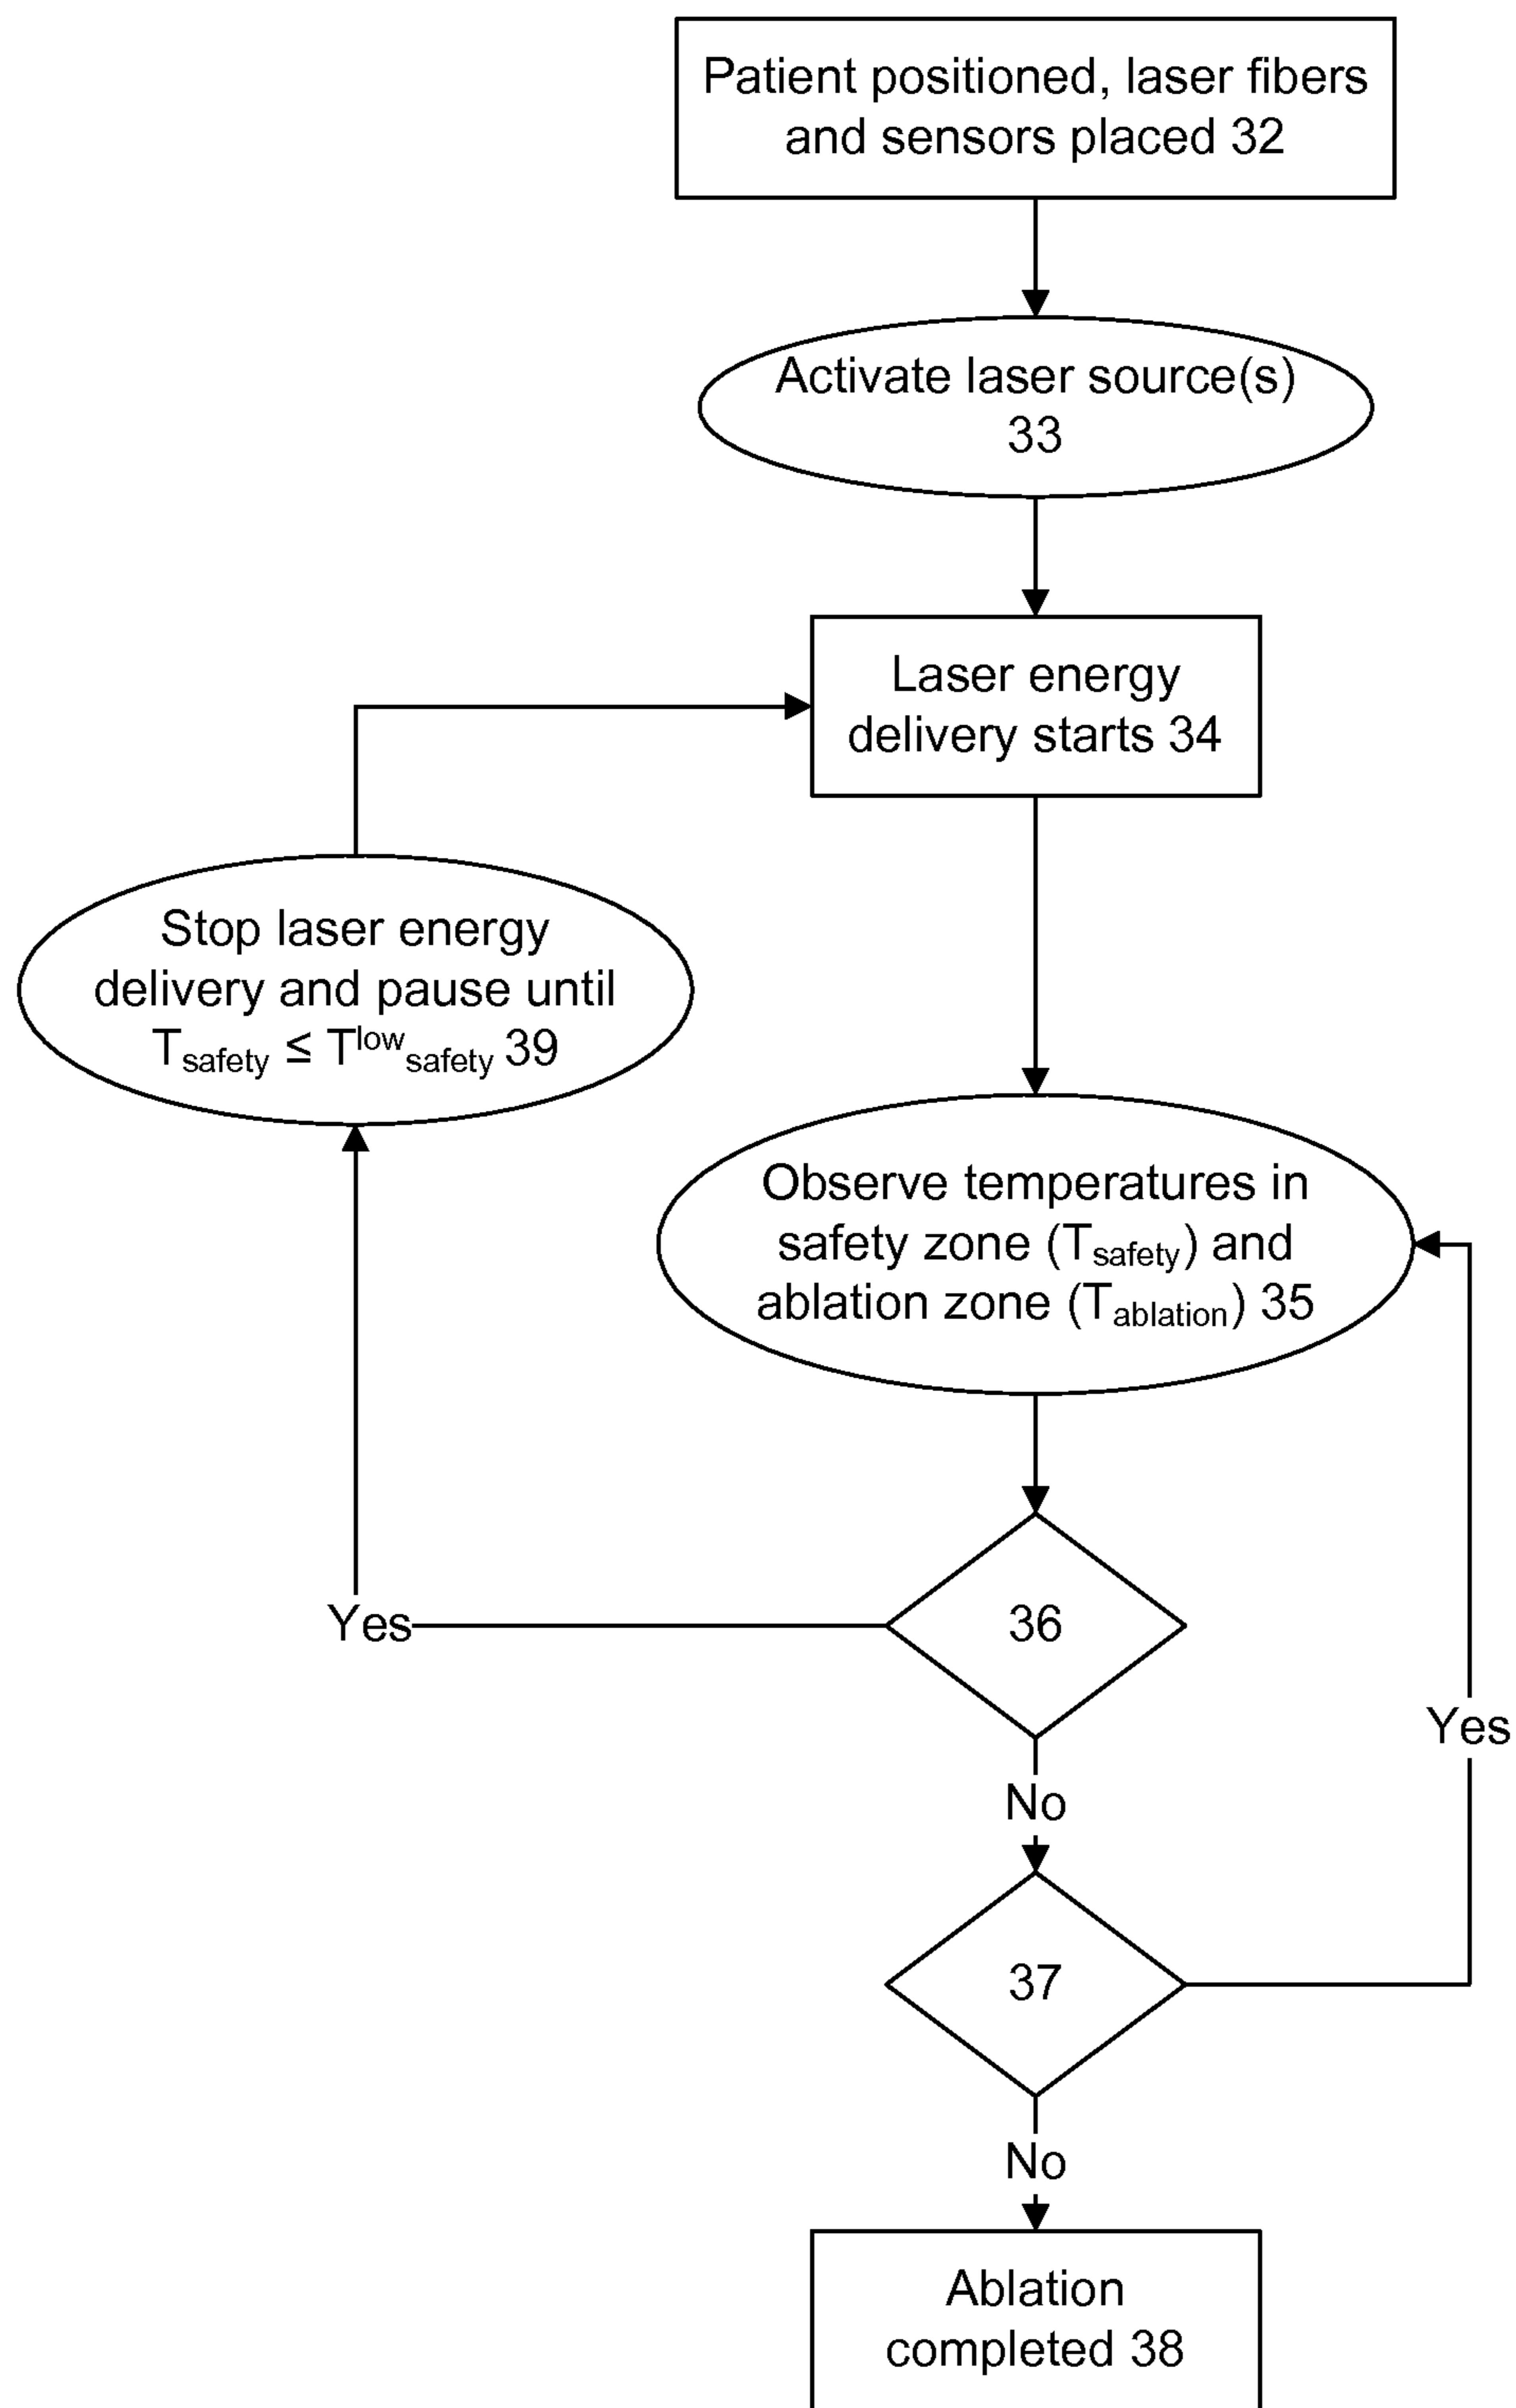 Patient positioned, laser fibers
and sensors placed 32
Activate laser source(s)
33
Laser energy
delivery starts 34
Stop laser energy
delivery and pause until
Tsafety ≤ Tlowsafety 39
Observe temperatures in
safety zone (Tsafety) and
ablation zone (Tablation) 35
36
Yes
No
Yes
37
No
Ablation
completed 38